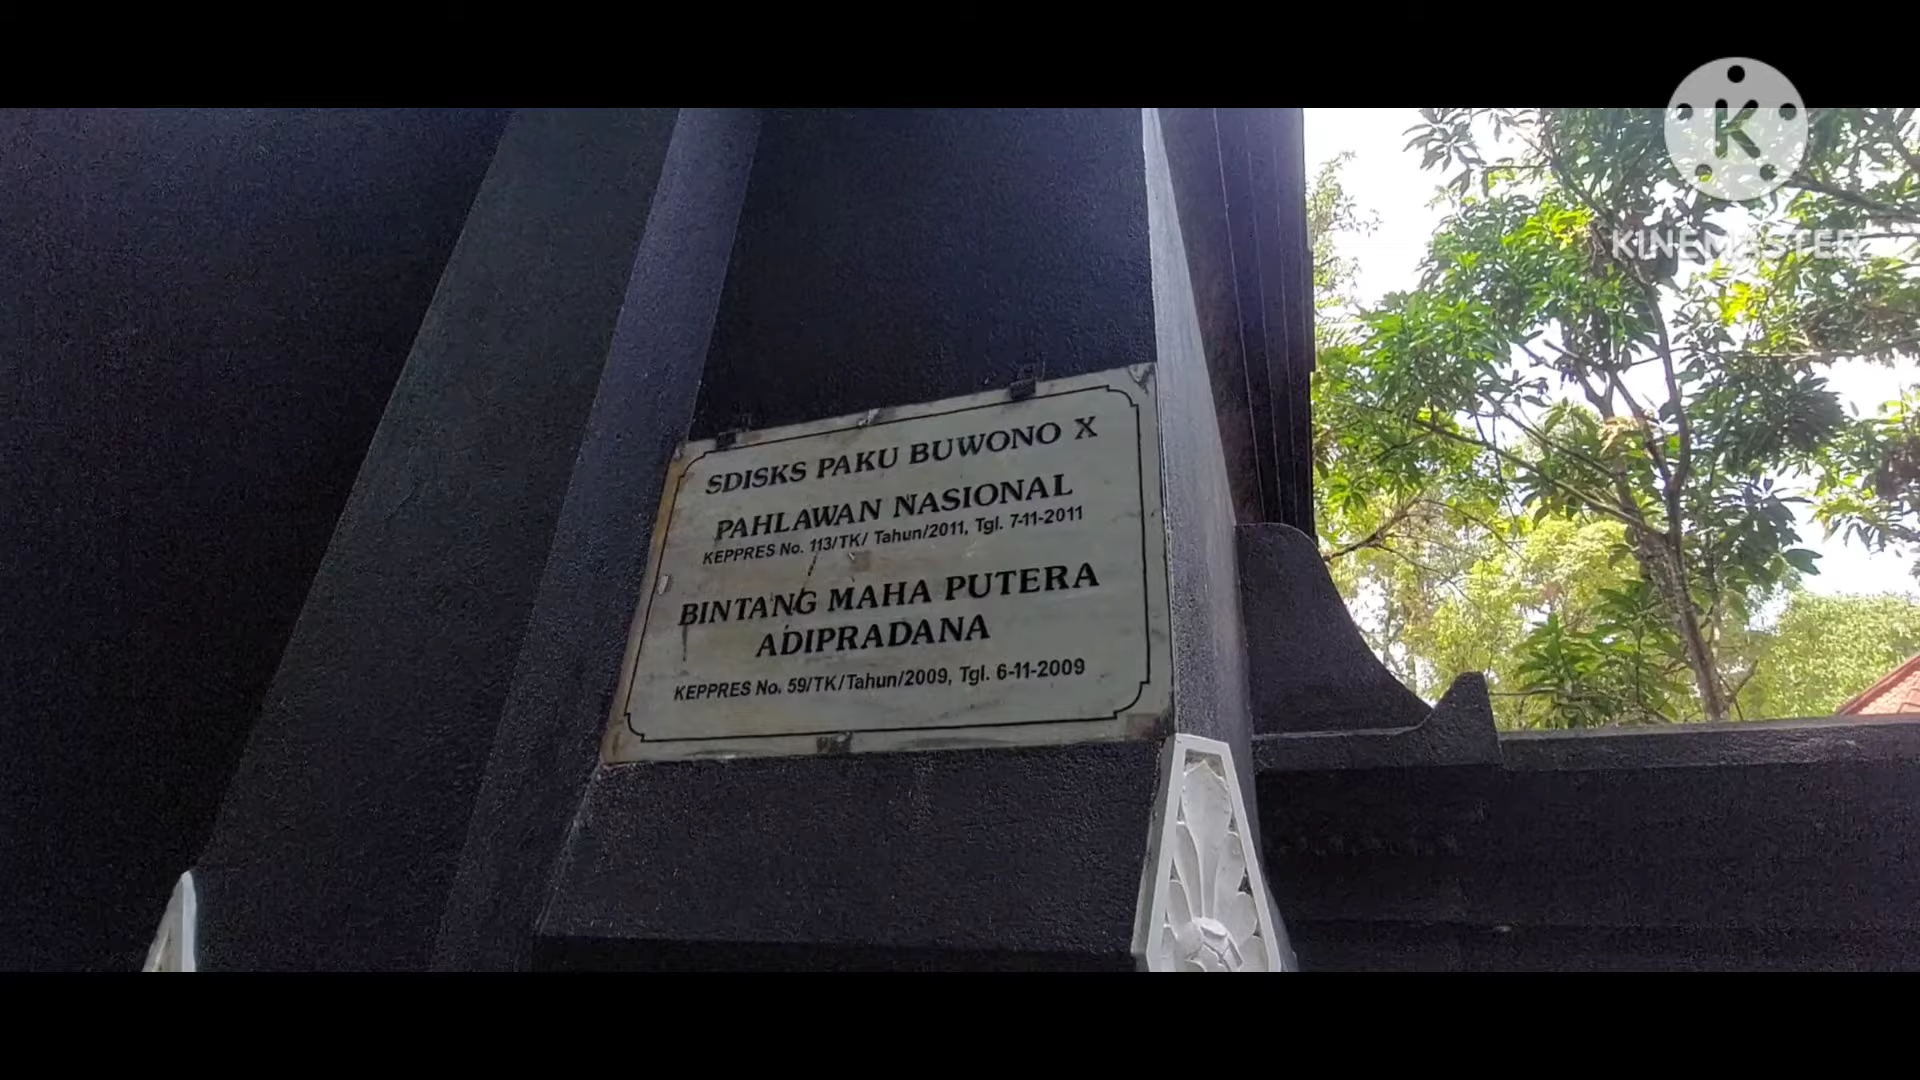 K
KINEMASTER
SDISKS PAKU BUWONO X
PAHLAWAN NASIONAL
KEPPRES No. 113/TK/ Tahun/2011, Tgl. 7-11-2011
BINTANG MAHA PUTERA
ADIPRADANA
KEPPRES No. 59/TK/Tahun/2009, Tgl. 6-11-2009